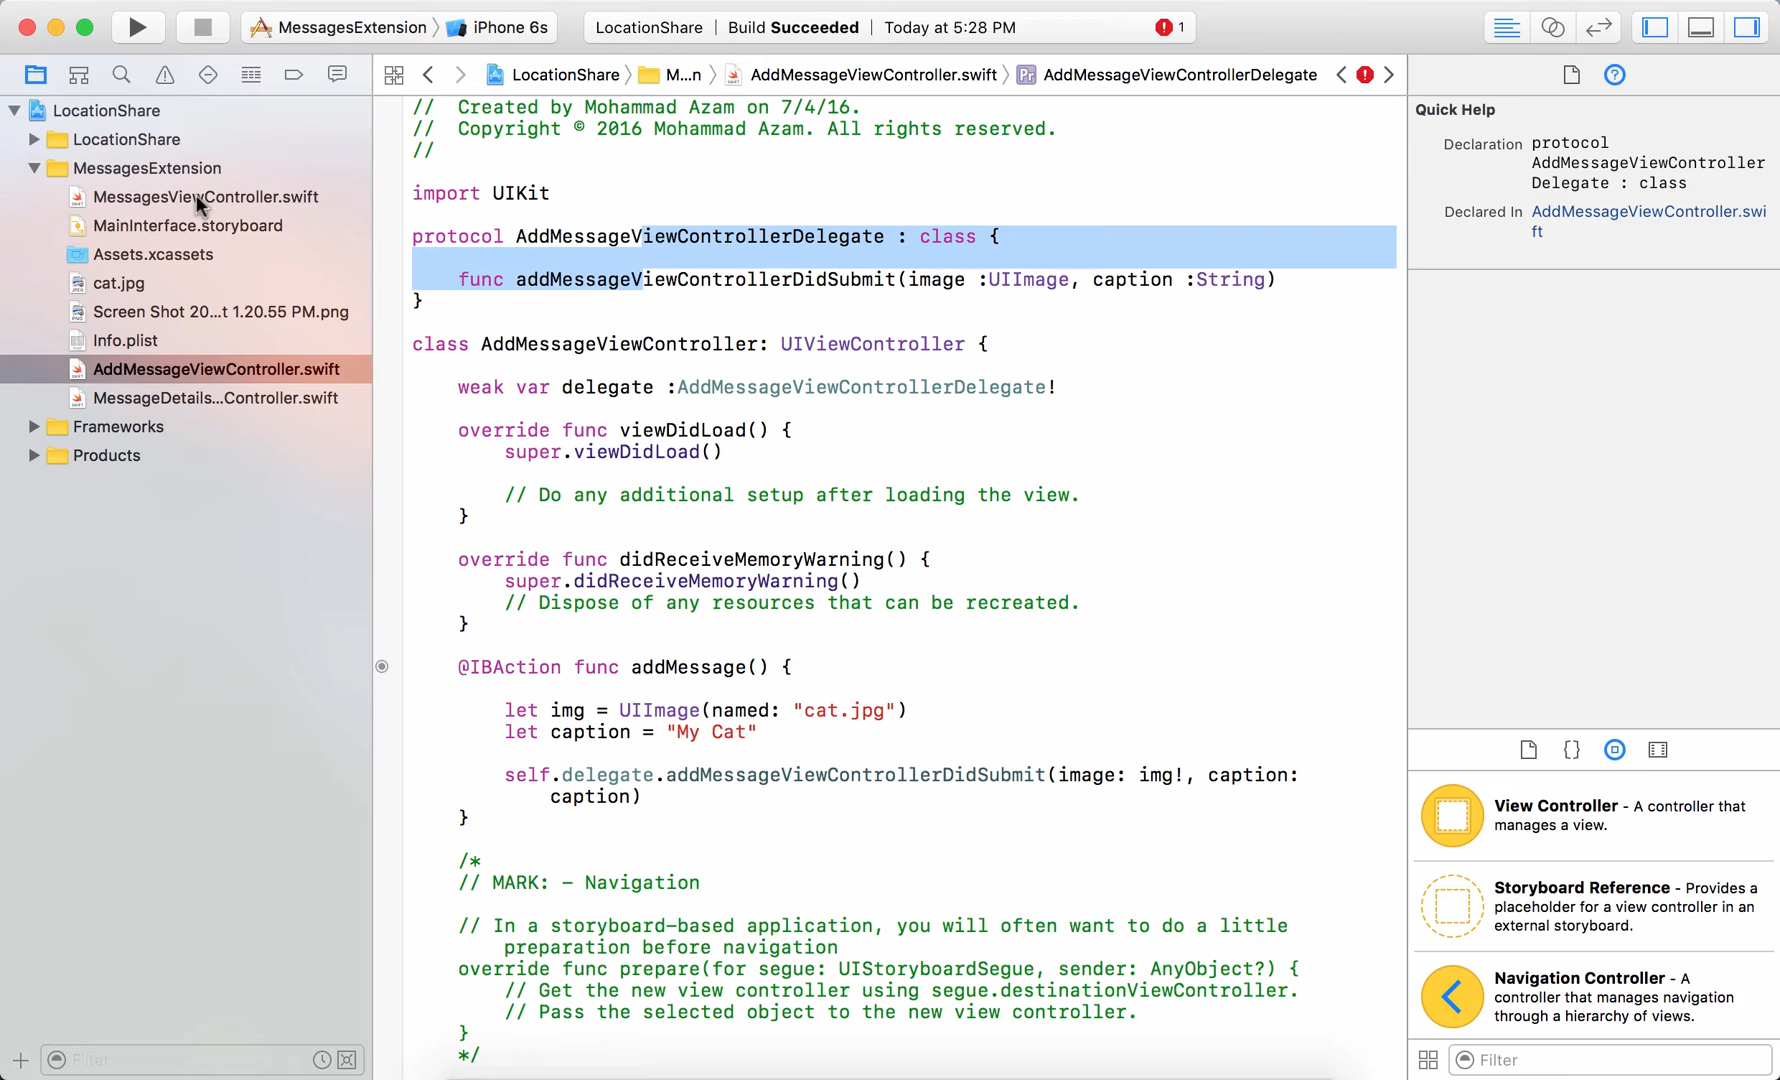 MessagesExtension
iPhone 6s
LocationShare
Build Succeeded
Today at 5:28 PM
1
LocationShare
M...n
AddMessageViewController.swift
Pr
AddMessageViewControllerDelegate
LocationShare
LocationShare
MessagesExtension
MessagesViewController.swift
MainInterface.storyboard
Assets.xcassets
cat.jpg
Screen Shot 20...t 1.20.55 PM.png
Info.plist
AddMessageViewController.swift
MessageDetails...Controller.swift
Frameworks
Products
Filter
//  Created by Mohammad Azam on 7/4/16.
//  Copyright © 2016 Mohammad Azam. All rights reserved.
//
import UIKit
protocol AddMessageViewControllerDelegate : class {
func addMessageViewControllerDidSubmit(image :UIImage, caption :String)
}
class AddMessageViewController: UIViewController {
weak var delegate :AddMessageViewControllerDelegate!
override func viewDidLoad() {
super.viewDidLoad()
// Do any additional setup after loading the view.
}
override func didReceiveMemoryWarning() {
super.didReceiveMemoryWarning()
// Dispose of any resources that can be recreated.
}
@IBAction func addMessage() {
let img = UIImage(named: "cat.jpg")
let caption = "My Cat"
self.delegate.addMessageViewControllerDidSubmit(image: img!, caption:
caption)
}
/*
// MARK: - Navigation
// In a storyboard-based application, you will often want to do a little
preparation before navigation
override func prepare(for segue: UIStoryboardSegue, sender: AnyObject?) {
// Get the new view controller using segue.destinationViewController.
// Pass the selected object to the new view controller.
}
*/
Quick Help
Declaration protocol
AddMessageViewController
Delegate : class
Declared In AddMessageViewController.swi
ft
{}
View Controller - A controller that
manages a view.
Storyboard Reference - Provides a
placeholder for a view controller in an
external storyboard.
Navigation Controller - A
controller that manages navigation
through a hierarchy of views.
Filter